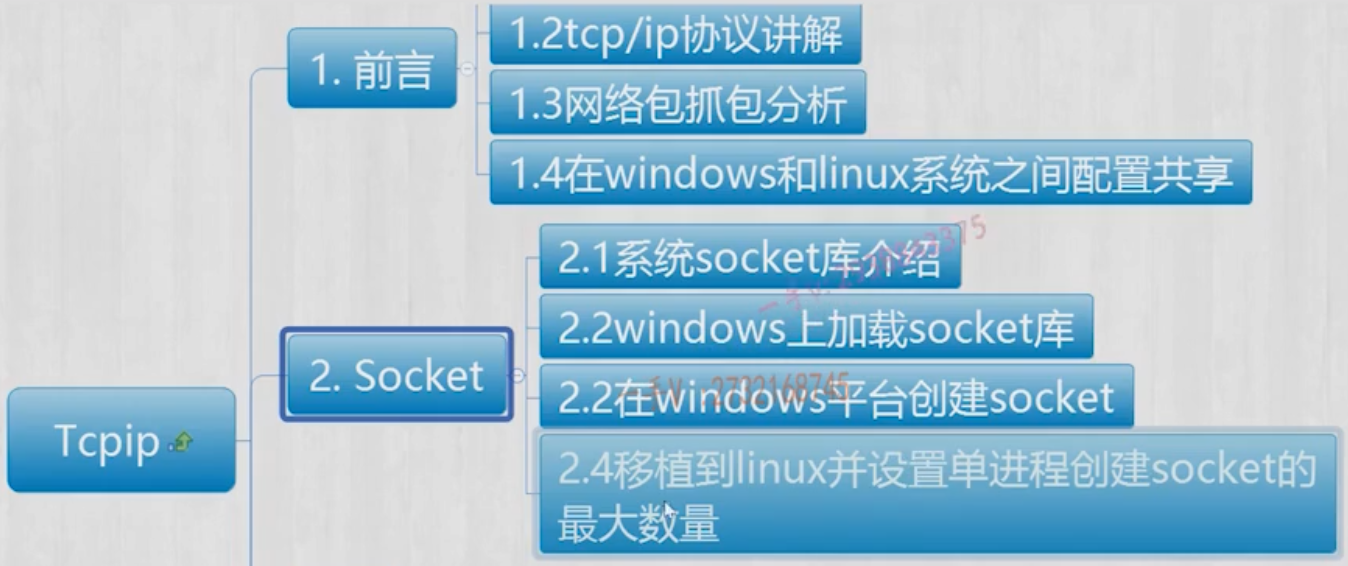 1.2tcp/ip协议讲解
1. 前言
1.3网络包抓包分析
1.4在windows和linux系统之间配置共享
2.1系统socket库介绍
2.2windows上加载socket库
2. Socket
2.2在windows平台创建socket
Tcpip
2.4移植到linux并设置单进程创建socket的
最大数量